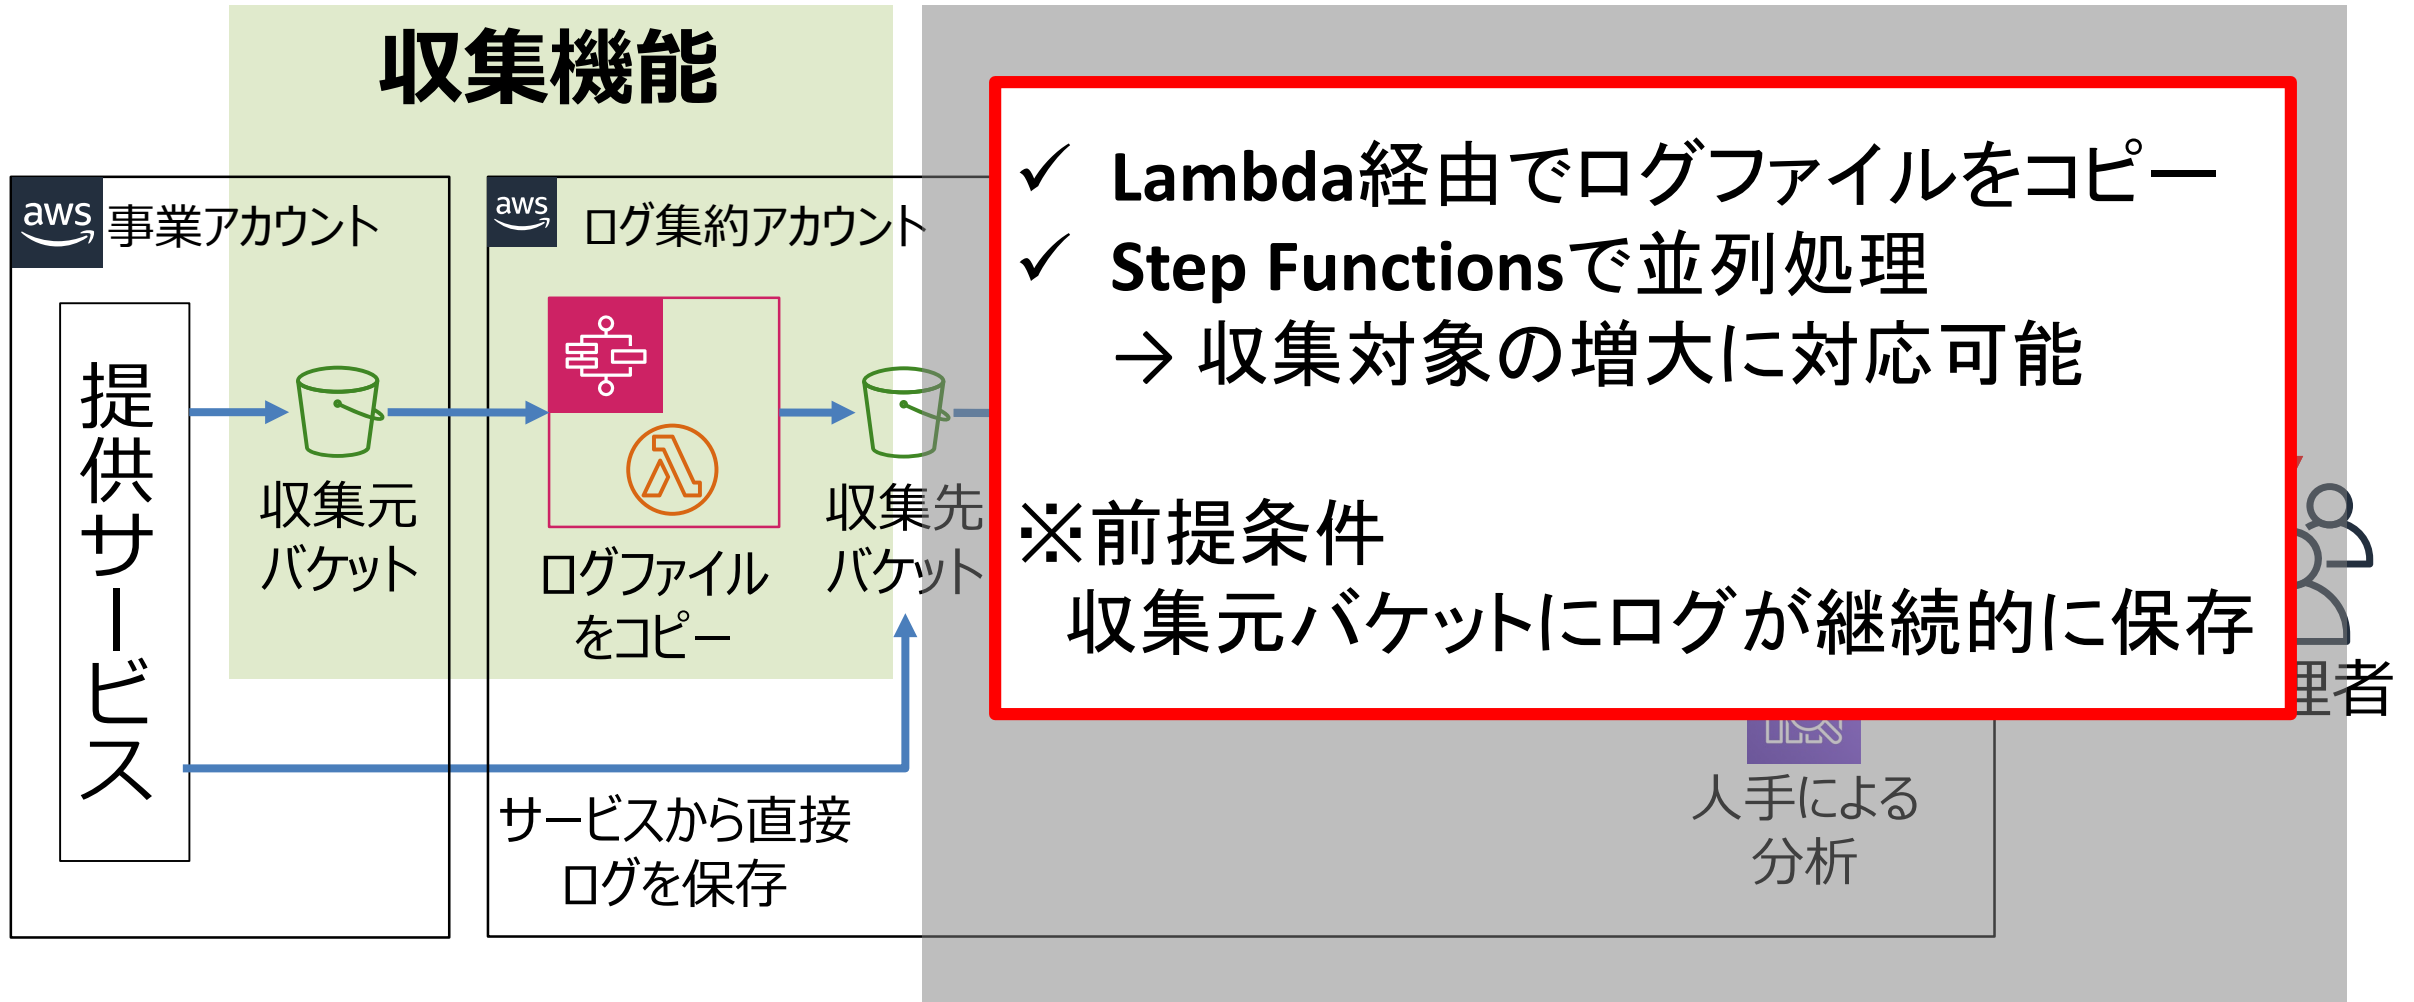 収集機能
aws
事業アカウント
提供サービス
収集元
バケット
aws
ログ集約アカウント
ログファイル
をコピー
収集先
バケット
サービスから直接
ログを保存
✓ Lambda経由でログファイルをコピー
✓ Step Functionsで並列処理
→ 収集対象の増大に対応可能
※前提条件
収集元バケットにログが継続的に保存
理者
人手による
分析